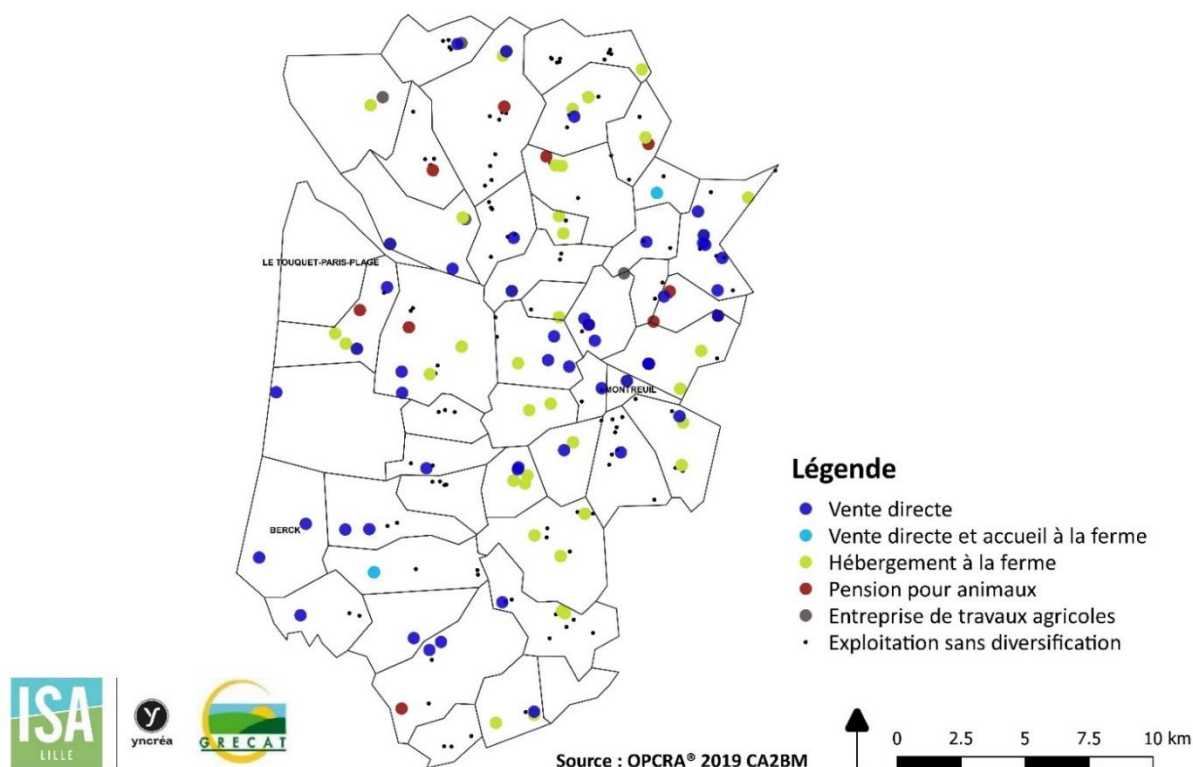 LE TOUQUET-PARIS-PLAGE
MONTREUIL
BERCK
Légende
Vente directe
Vente directe et accueil à la ferme
Hébergement à la ferme
Pension pour animaux
Entreprise de travaux agricoles
Exploitation sans diversification
ISA
LILLE
y
yncréa
GRECAT
Source : OPCRA® 2019 CA2BM
0 2.5 5 7.5 10 km